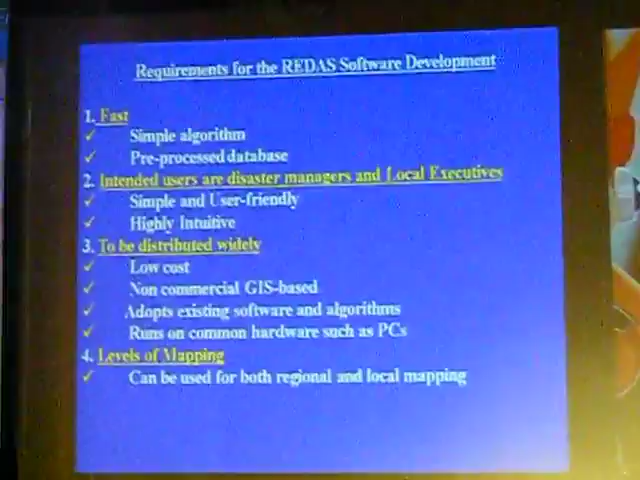 Requirements for the REDAS Software Development
1. Fast
✓ Simple algorithm
✓ Pre-processed database
2. Intended users are disaster managers and Local Executives
✓ Simple and User-friendly
✓ Highly Intuitive
3. To be distributed widely
✓ Low cost
✓ Non commercial GIS-based
✓ Adopts existing software and algorithms
✓ Runs on common hardware such as PCs
4. Levels of Mapping
✓ Can be used for both regional and local mapping